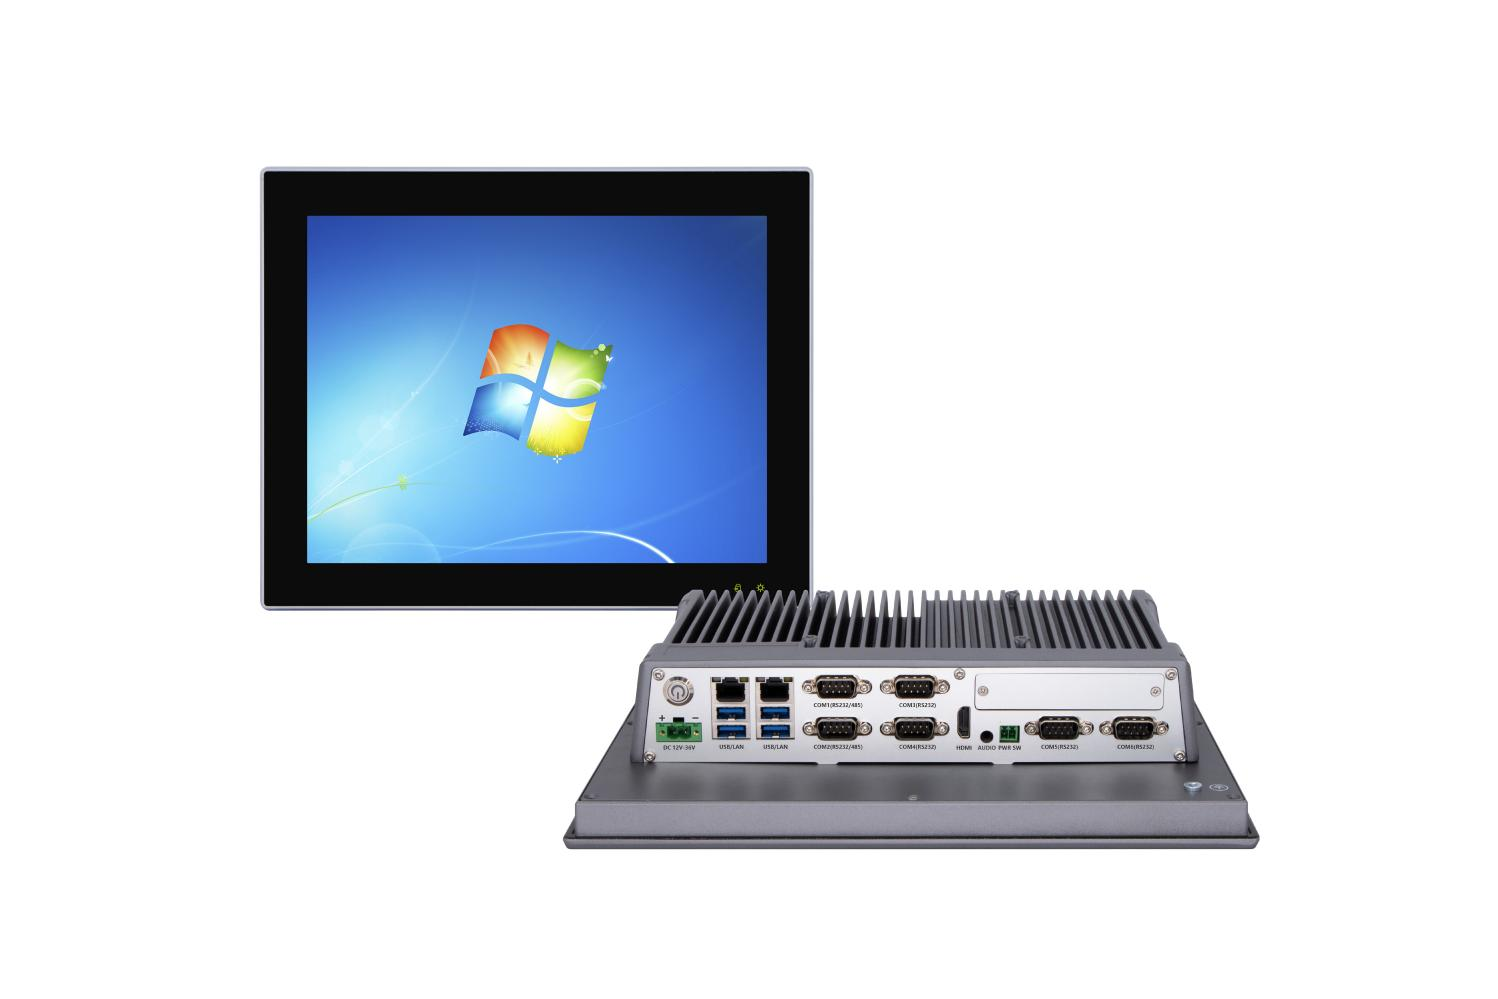 COM1(RS232/485)
COM3(RS232)
+ −
DC 12V-36V
USB/LAN
USB/LAN
COM2(RS232/485)
COM4(RS232)
HDMI
AUDIO
PWR SW
COM5(RS232)
COM6(RS232)